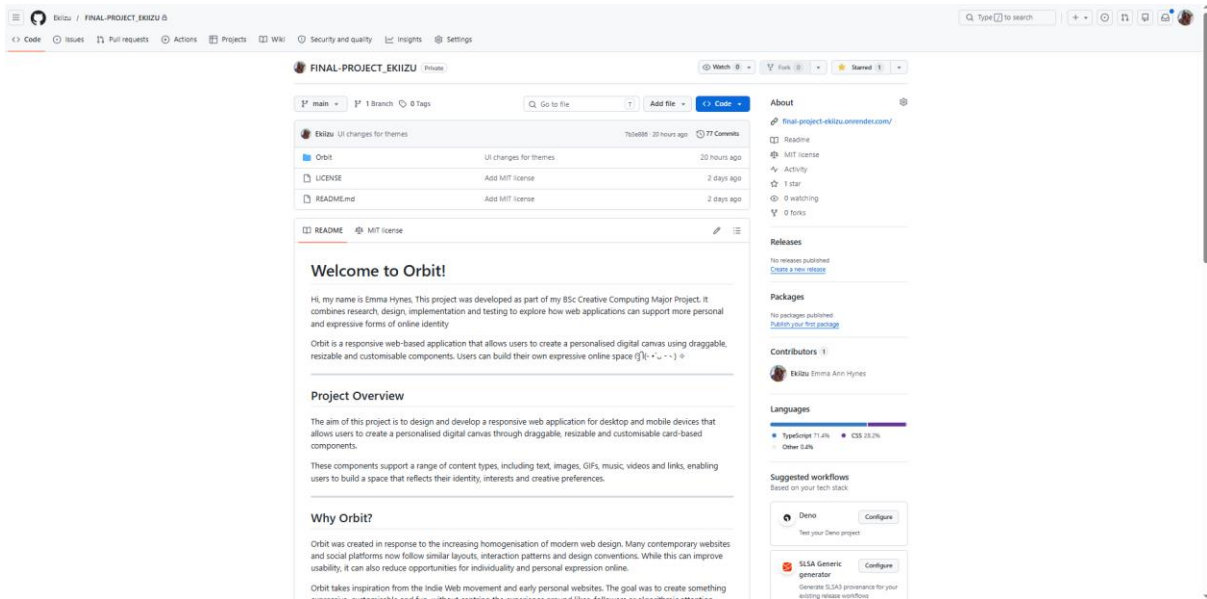 Ekiizu / FINAL-PROJECT_EKIIZU
Type / to search
Code Issues Pull requests Actions Projects Wiki Security and quality Insights Settings
FINAL-PROJECT_EKIIZU Private
Watch 0 Fork 0 Starred 1
main 1 Branch 0 Tags
Go to file T Add file Code
Ekiizu UI changes for themes
20 hours ago 77 Commits
Orbit UI changes for themes 20 hours ago
LICENSE Add MIT license 2 days ago
README.md Add MIT license 2 days ago
README MIT license
Welcome to Orbit!
Hi, my name is Emma Hynes, This project was developed as part of my BSc Creative Computing Major Project. It
combines research, design, implementation and testing to explore how web applications can support more personal
and expressive forms of online identity
Orbit is a responsive web-based application that allows users to create a personalised digital canvas using draggable,
resizable and customisable components. Users can build their own expressive online space
Project Overview
The aim of this project is to design and develop a responsive web application for desktop and mobile devices that
allows users to create a personalised digital canvas through draggable, resizable and customisable card-based
components.
These components support a range of content types, including text, images, GIFs, music, videos and links, enabling
users to build a space that reflects their identity, interests and creative preferences.
Why Orbit?
Orbit was created in response to the increasing homogenisation of modern web design. Many contemporary websites
and social platforms now follow similar layouts, interaction patterns and design conventions. While this can improve
usability, it can also reduce opportunities for individuality and personal expression online.
Orbit takes inspiration from the Indie Web movement and early personal websites. The goal was to create something
About
final-project-ekiizu.onrender.com/
Readme
MIT license
Activity
1 star
0 watching
0 forks
Releases
No releases published
Create a new release
Packages
No packages published
Publish your first package
Contributors 1
Ekiizu Emma Ann Hynes
Languages
TypeScript 71.4% CSS 28.2%
Other 0.4%
Suggested workflows
Based on your tech stack
Deno Configure
Test your Deno project
SLSA Generic Configure
generator
Generate SLSA3 provenance for your
existing release workflows